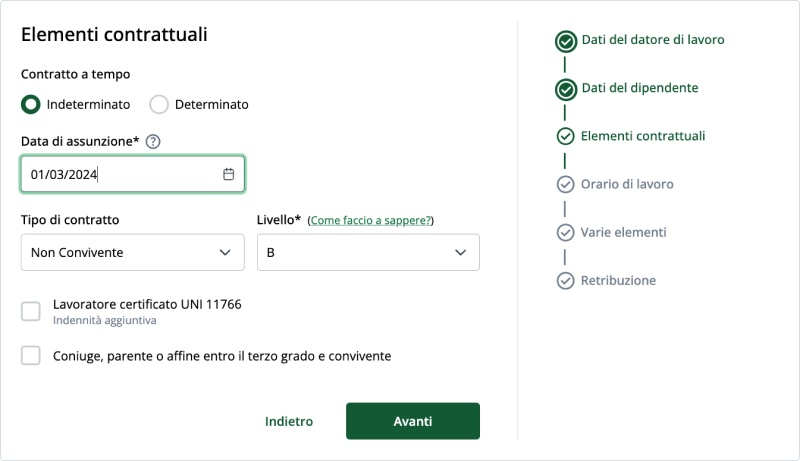 Elementi contrattuali
Contratto a tempo
Indeterminato Determinato
Data di assunzione* ?
01/03/2024
Tipo di contratto
Non Convivente
Livello* (Come faccio a sappere?)
B
Lavoratore certificato UNI 11766
Indennità aggiuntiva
Coniuge, parente o affine entro il terzo grado e convivente
Indietro
Avanti
Dati del datore di lavoro
Dati del dipendente
Elementi contrattuali
Orario di lavoro
Varie elementi
Retribuzione